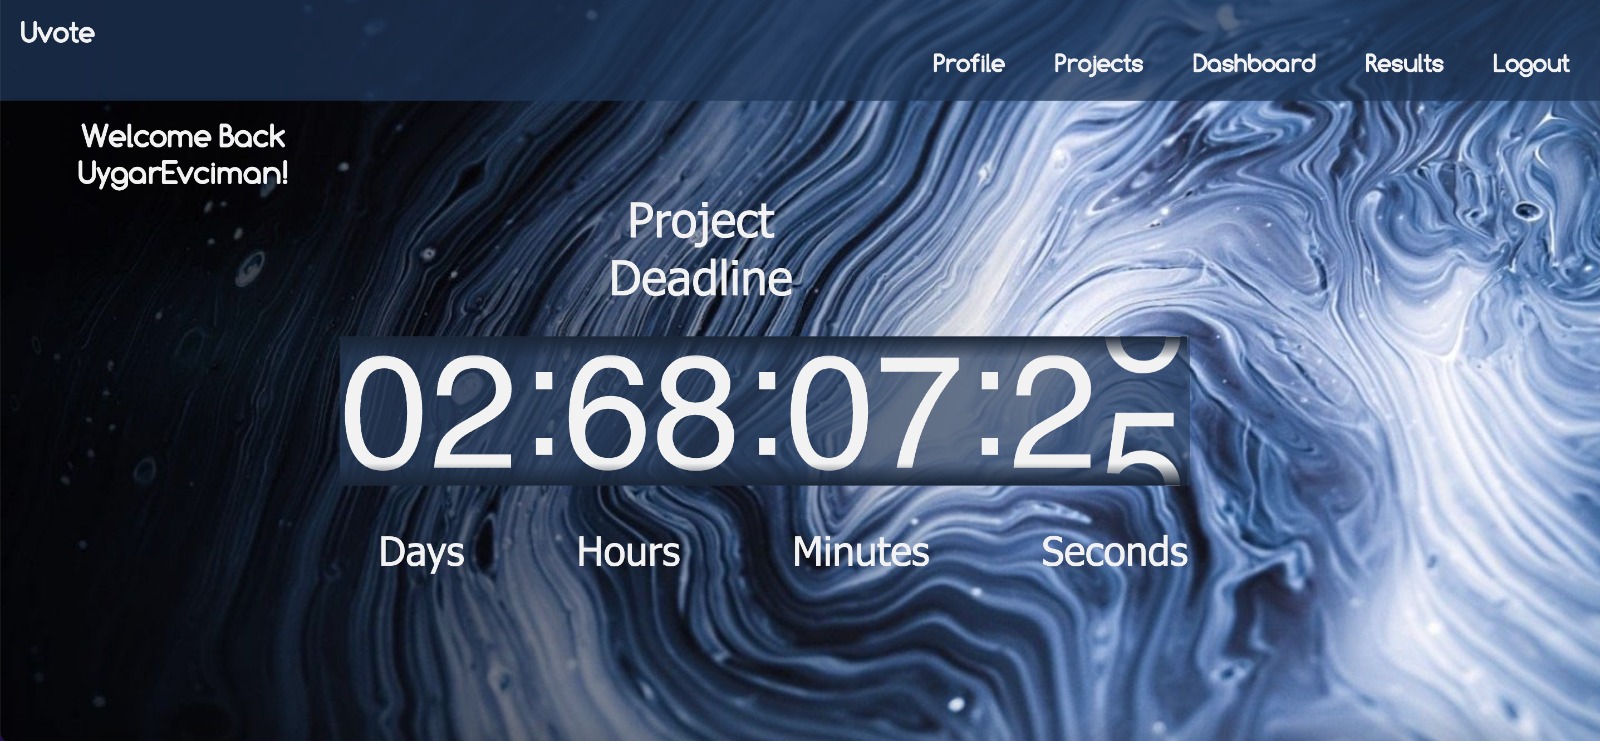 Uvote
Profile Projects Dashboard Results Logout
Welcome Back
UygarEvciman!
Project
Deadline
02:68:07:2
Days Hours Minutes Seconds